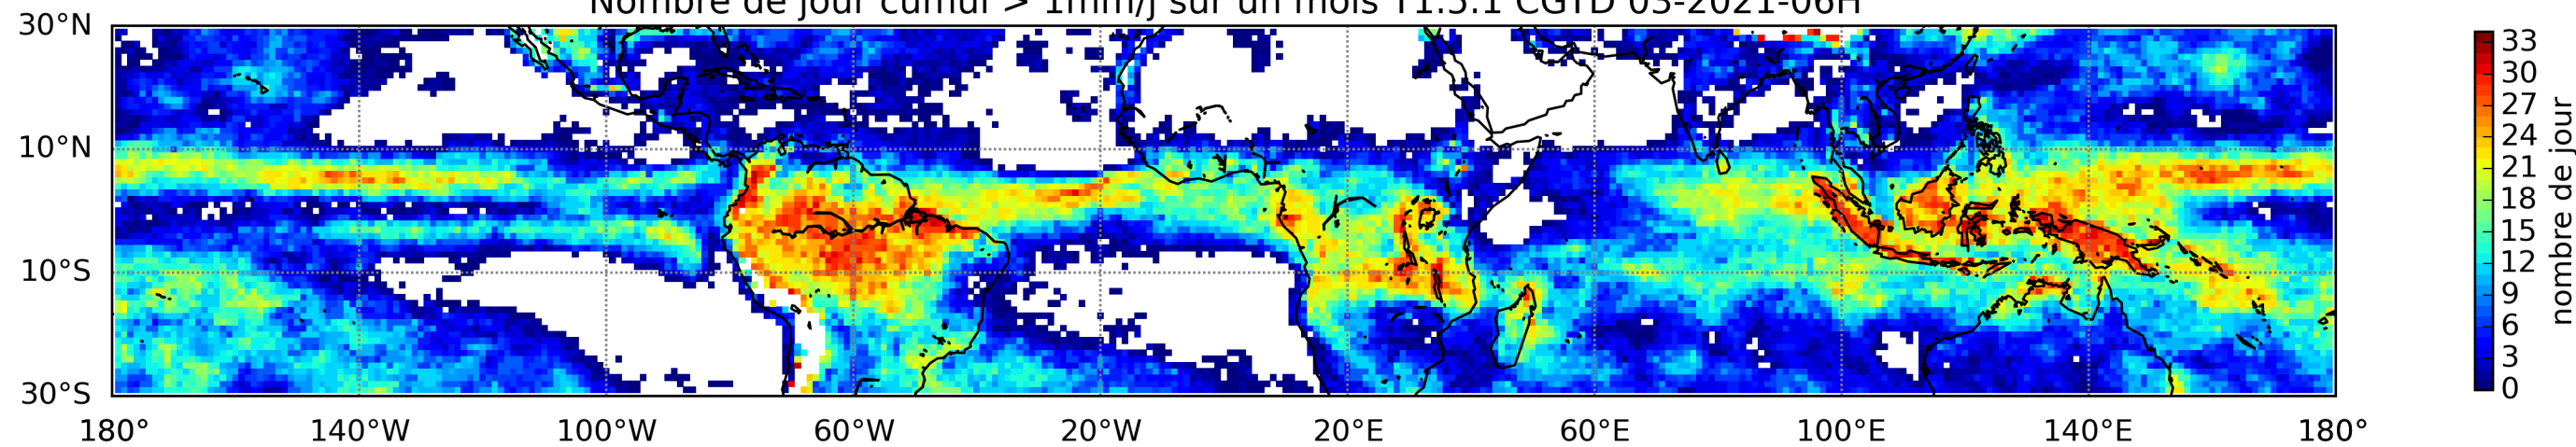 Nombre de jour cumul > 1mm/j sur un mois T1.5.1 CGTD 03-2021-06H
30°N
10°N
10°S
30°S
180°
140°W
100°W
60°W
20°W
20°E
60°E
100°E
140°E
180°
33
30
27
24
21
18
15
12
9
6
3
0
nombre de jour